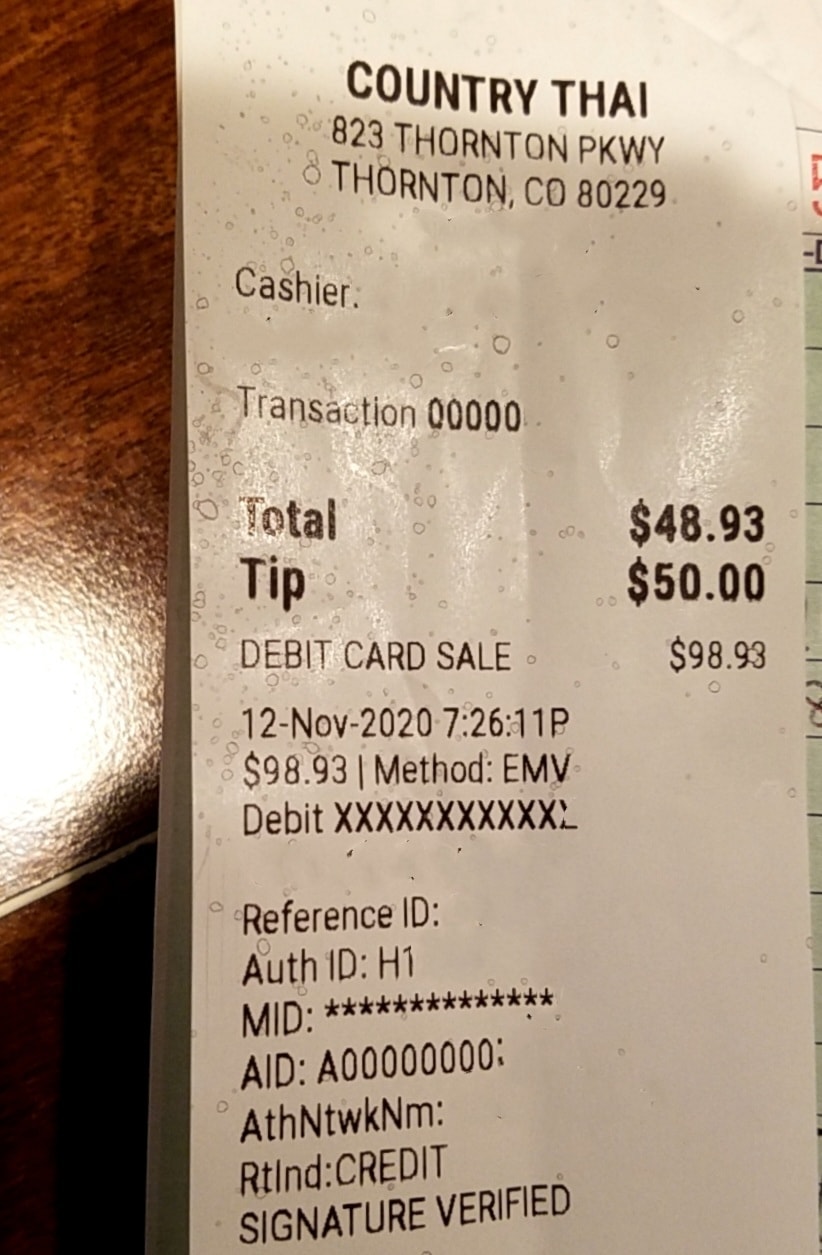 COUNTRY THAI
823 THORNTON PKWY
THORNTON, CO 80229
Cashier:
Transaction 00000
Total $48.93
Tip $50.00
DEBIT CARD SALE $98.93
12-Nov-2020 7:26:11P
$98.93 | Method: EMV
Debit XXXXXXXXXXXX
Reference ID:
Auth ID: H1
MID: **************
AID: A00000000
AthNtwkNm:
RtInd:CREDIT
SIGNATURE VERIFIED